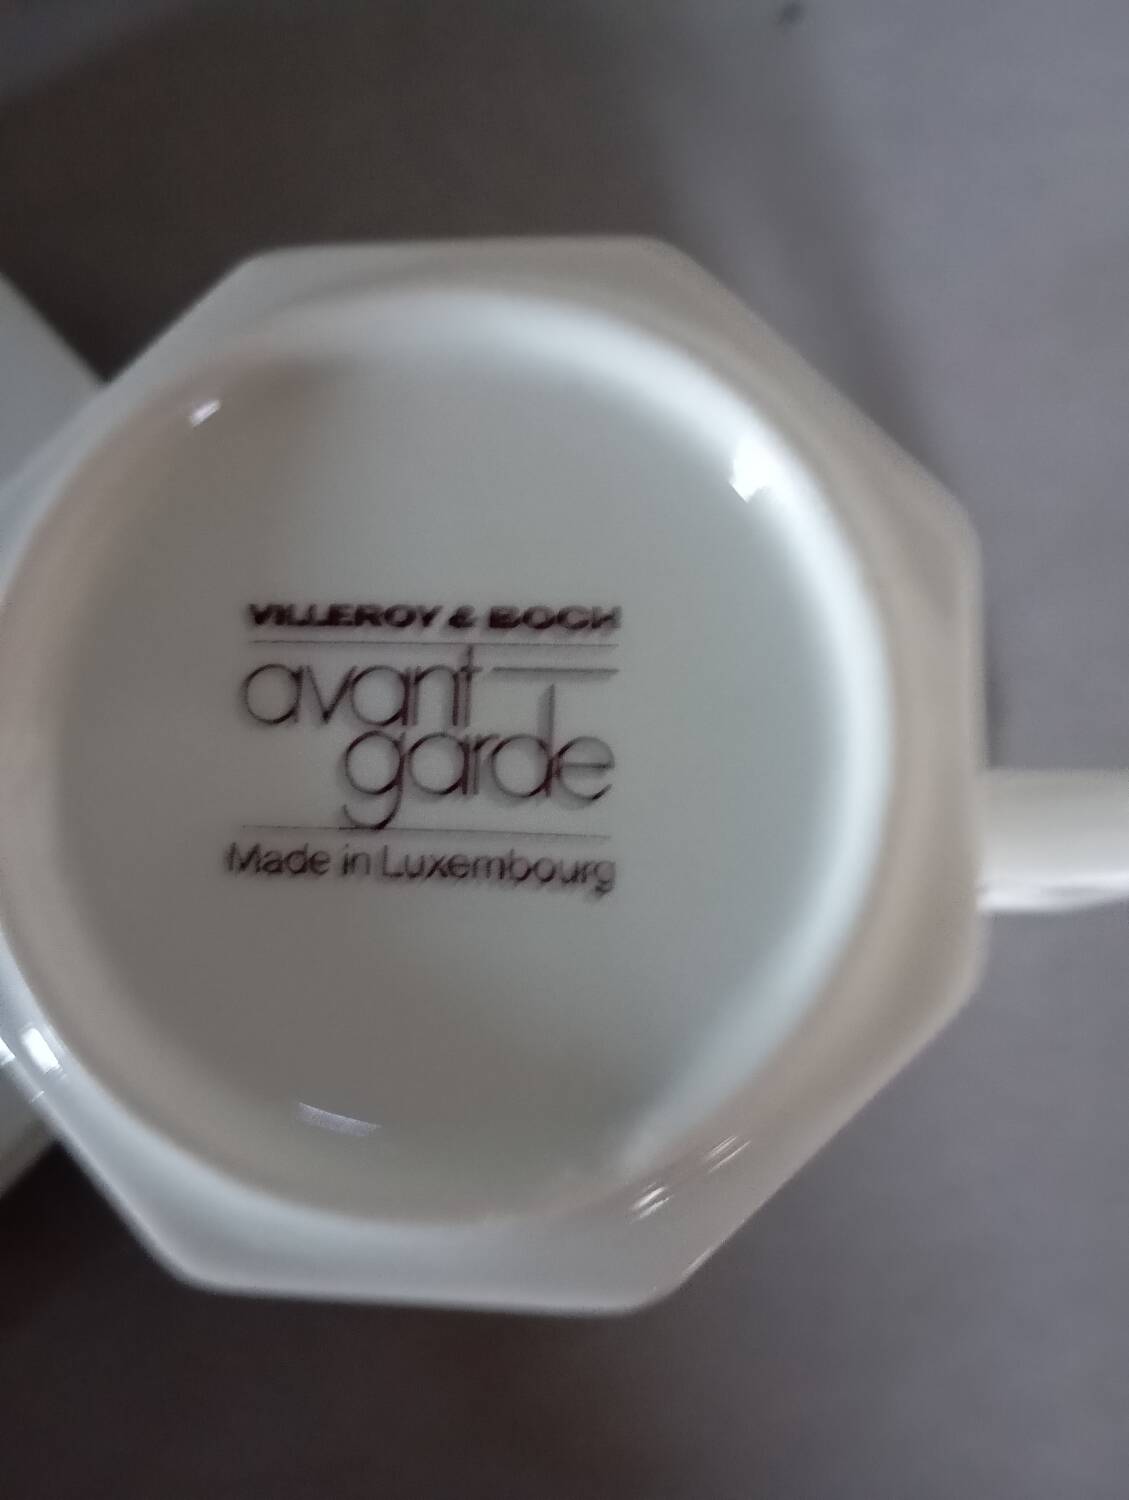 VILLEROY & BOCH
avant
garde
Made in Luxembourg